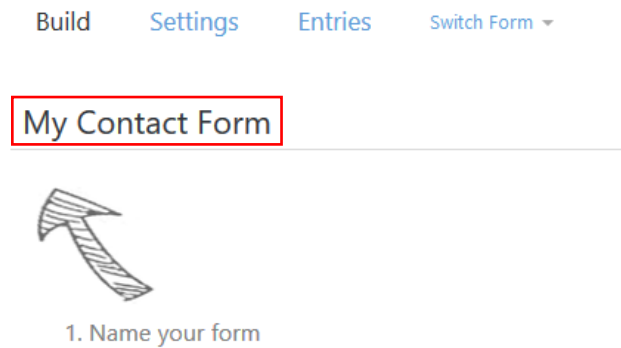 Build Settings Entries Switch Form
My Contact Form
1. Name your form